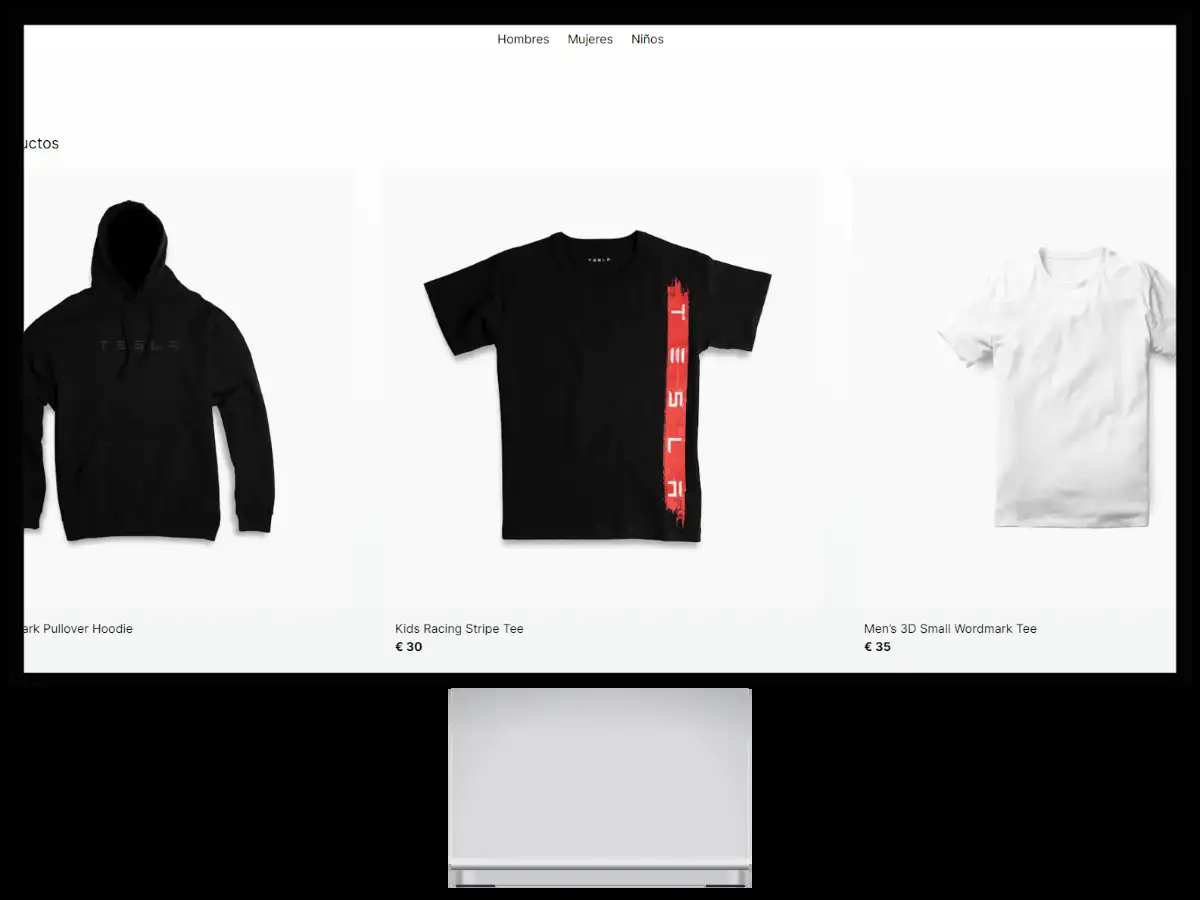 Hombres Mujeres Niños
uctos
TESLA
TESLA
TESLA
ark Pullover Hoodie
Kids Racing Stripe Tee
Men's 3D Small Wordmark Tee
€ 30
€ 35